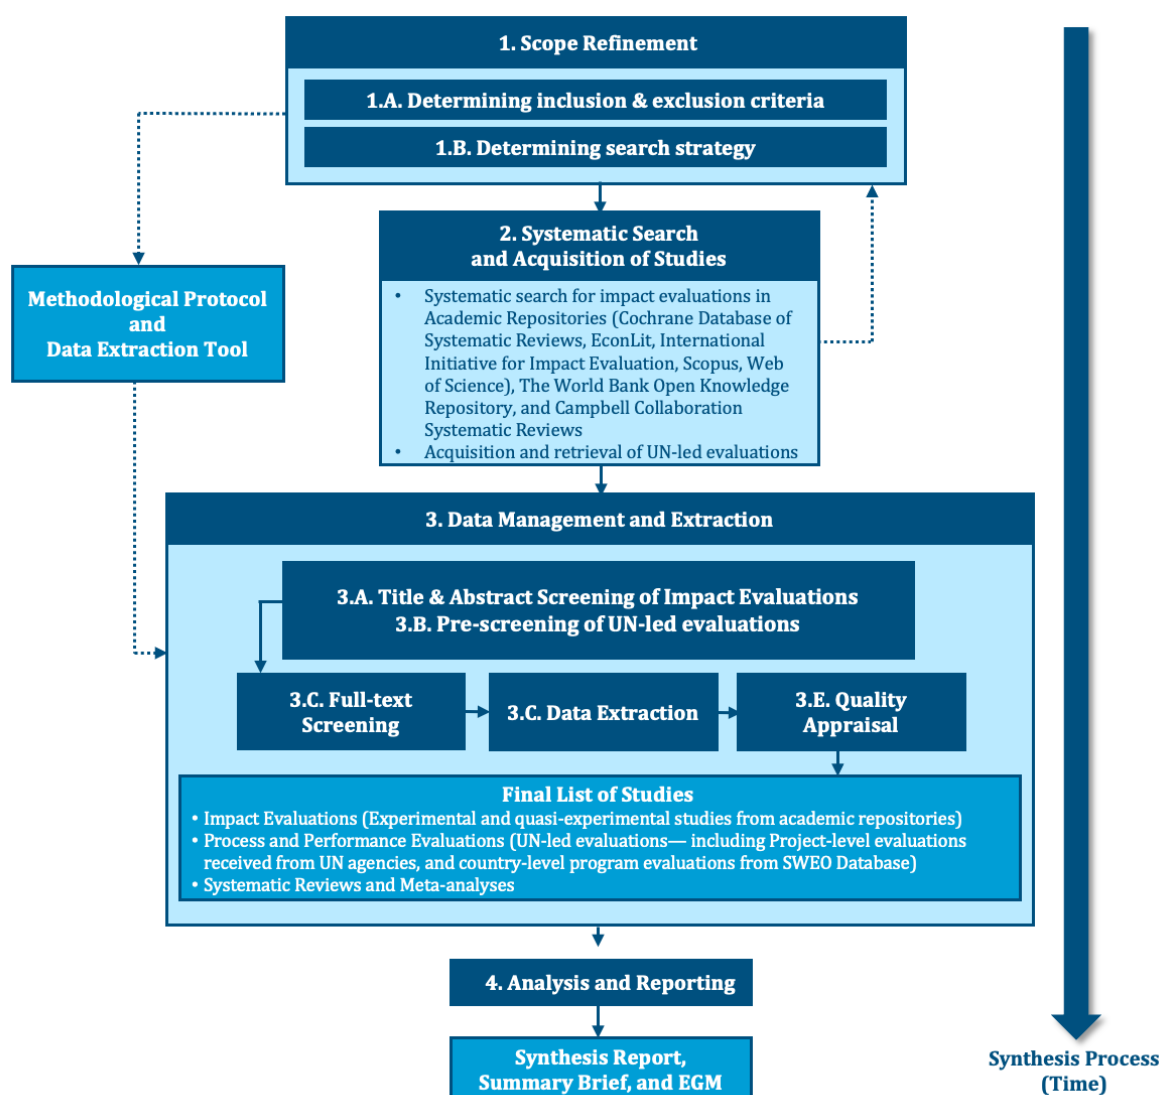 1. Scope Refinement
1.A. Determining inclusion & exclusion criteria
1.B. Determining search strategy
2. Systematic Search
and Acquisition of Studies
• Systematic search for impact evaluations in
Academic Repositories (Cochrane Database of
Systematic Reviews, EconLit, International
Initiative for Impact Evaluation, Scopus, Web
of Science), The World Bank Open Knowledge
Repository, and Campbell Collaboration
Systematic Reviews
• Acquisition and retrieval of UN-led evaluations
Methodological Protocol
and
Data Extraction Tool
3. Data Management and Extraction
3.A. Title & Abstract Screening of Impact Evaluations
3.B. Pre-screening of UN-led evaluations
3.C. Full-text
Screening
3.C. Data Extraction
3.E. Quality
Appraisal
Final List of Studies
• Impact Evaluations (Experimental and quasi-experimental studies from academic repositories)
• Process and Performance Evaluations (UN-led evaluations— including Project-level evaluations
received from UN agencies, and country-level program evaluations from SWEO Database)
• Systematic Reviews and Meta-analyses
4. Analysis and Reporting
Synthesis Report,
Summary Brief, and EGM
Synthesis Process
(Time)